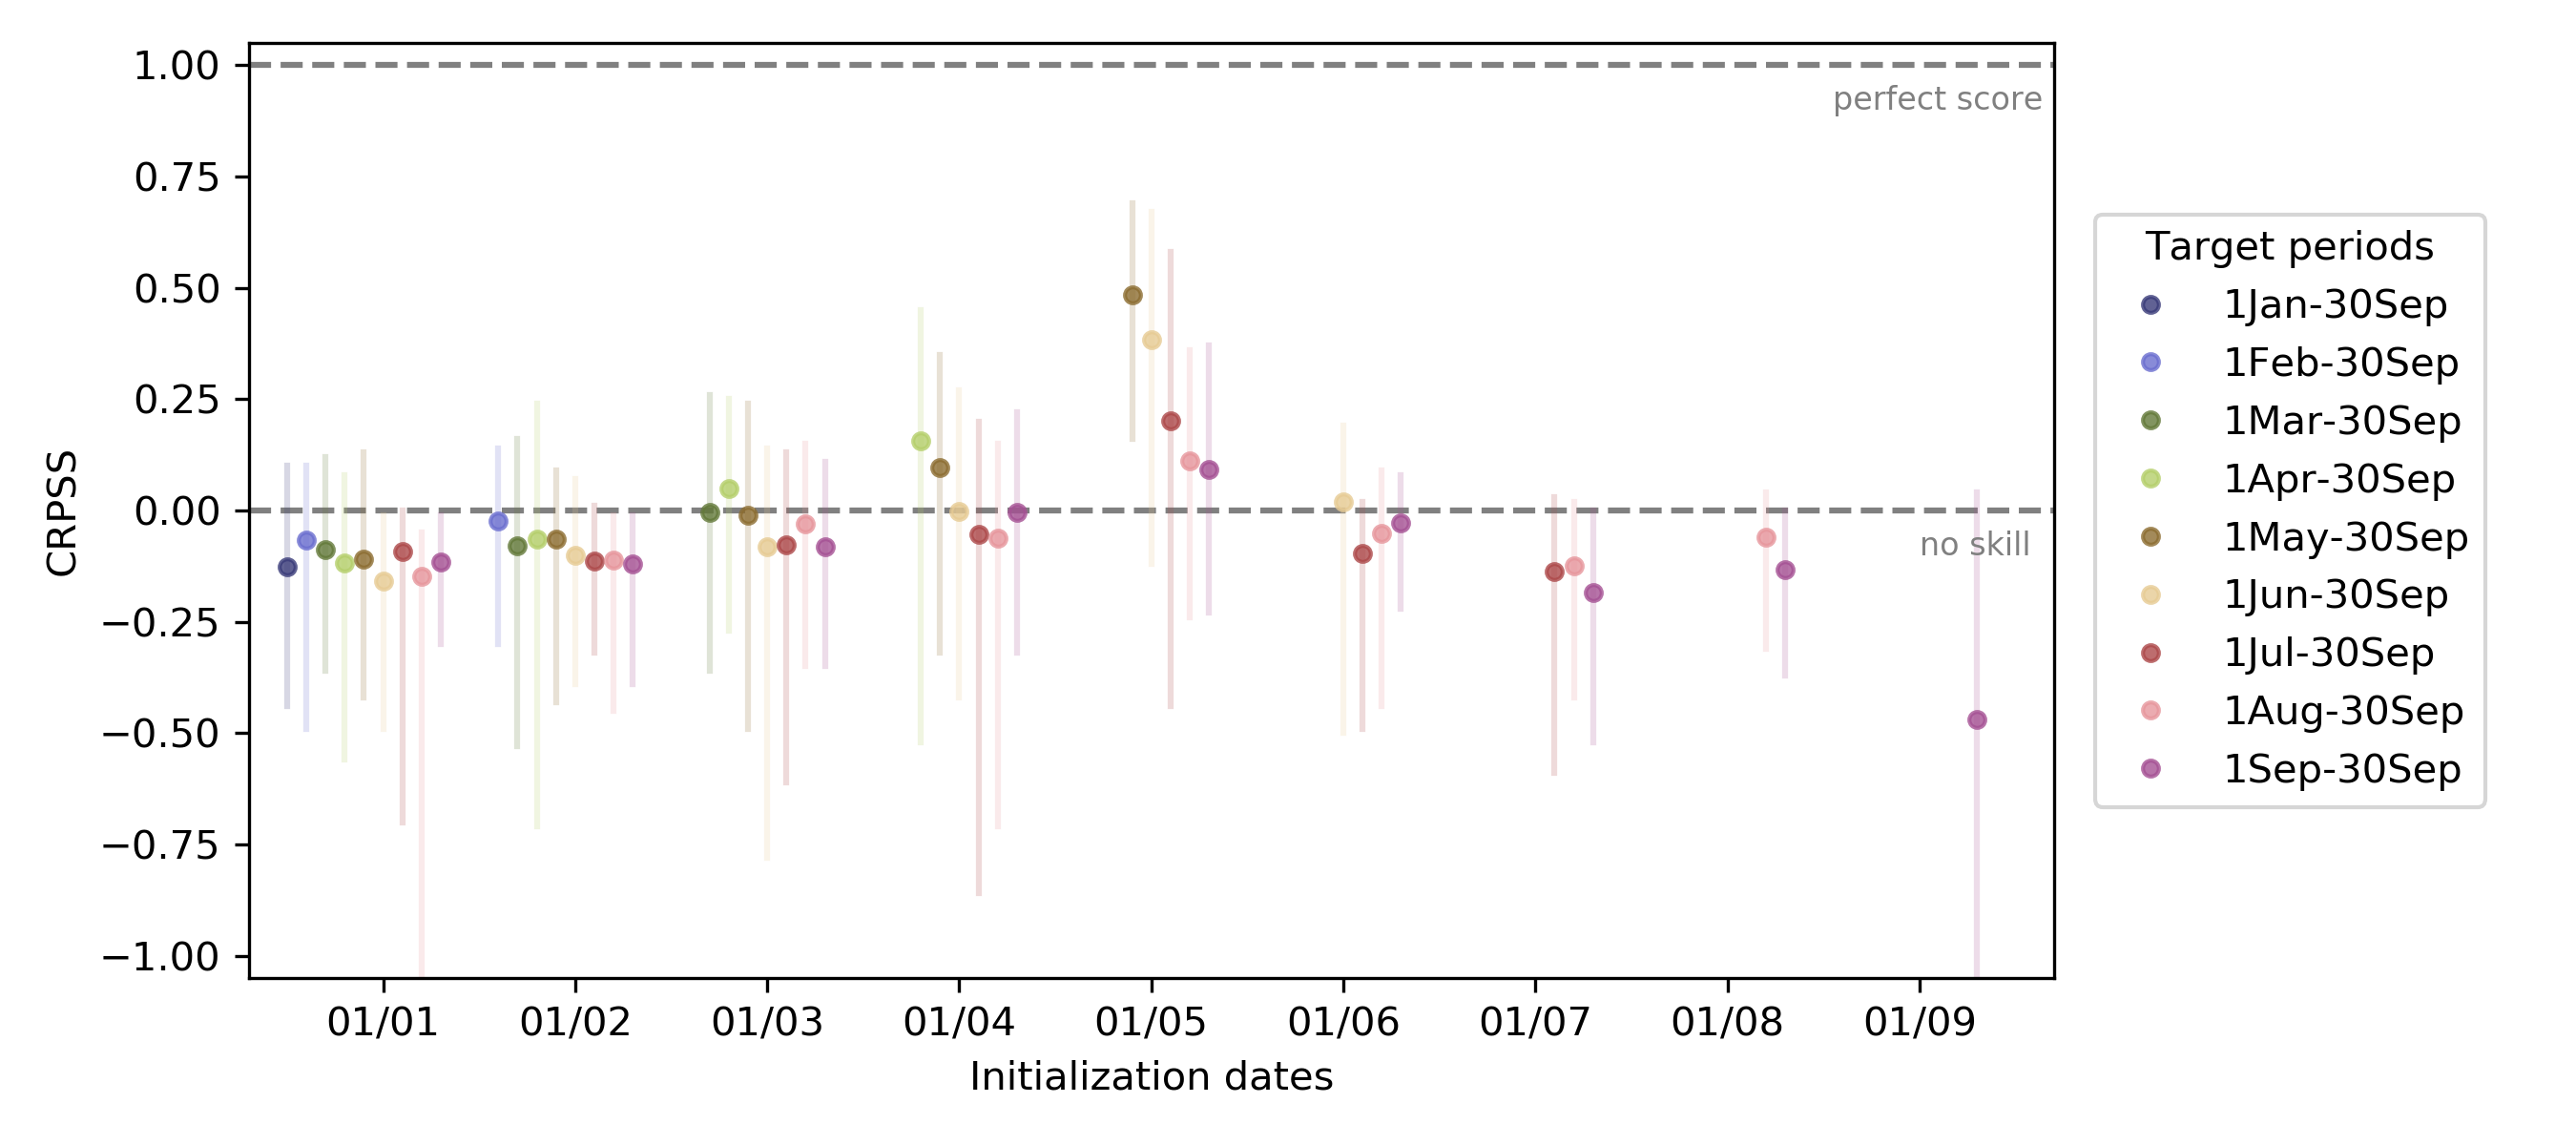 1.00
0.75
0.50
0.25
0.00
−0.25
−0.50
−0.75
−1.00
CRPSS
perfect score
no skill
01/01 01/02 01/03 01/04 01/05 01/06 01/07 01/08 01/09
Initialization dates
Target periods
1Jan-30Sep
1Feb-30Sep
1Mar-30Sep
1Apr-30Sep
1May-30Sep
1Jun-30Sep
1Jul-30Sep
1Aug-30Sep
1Sep-30Sep